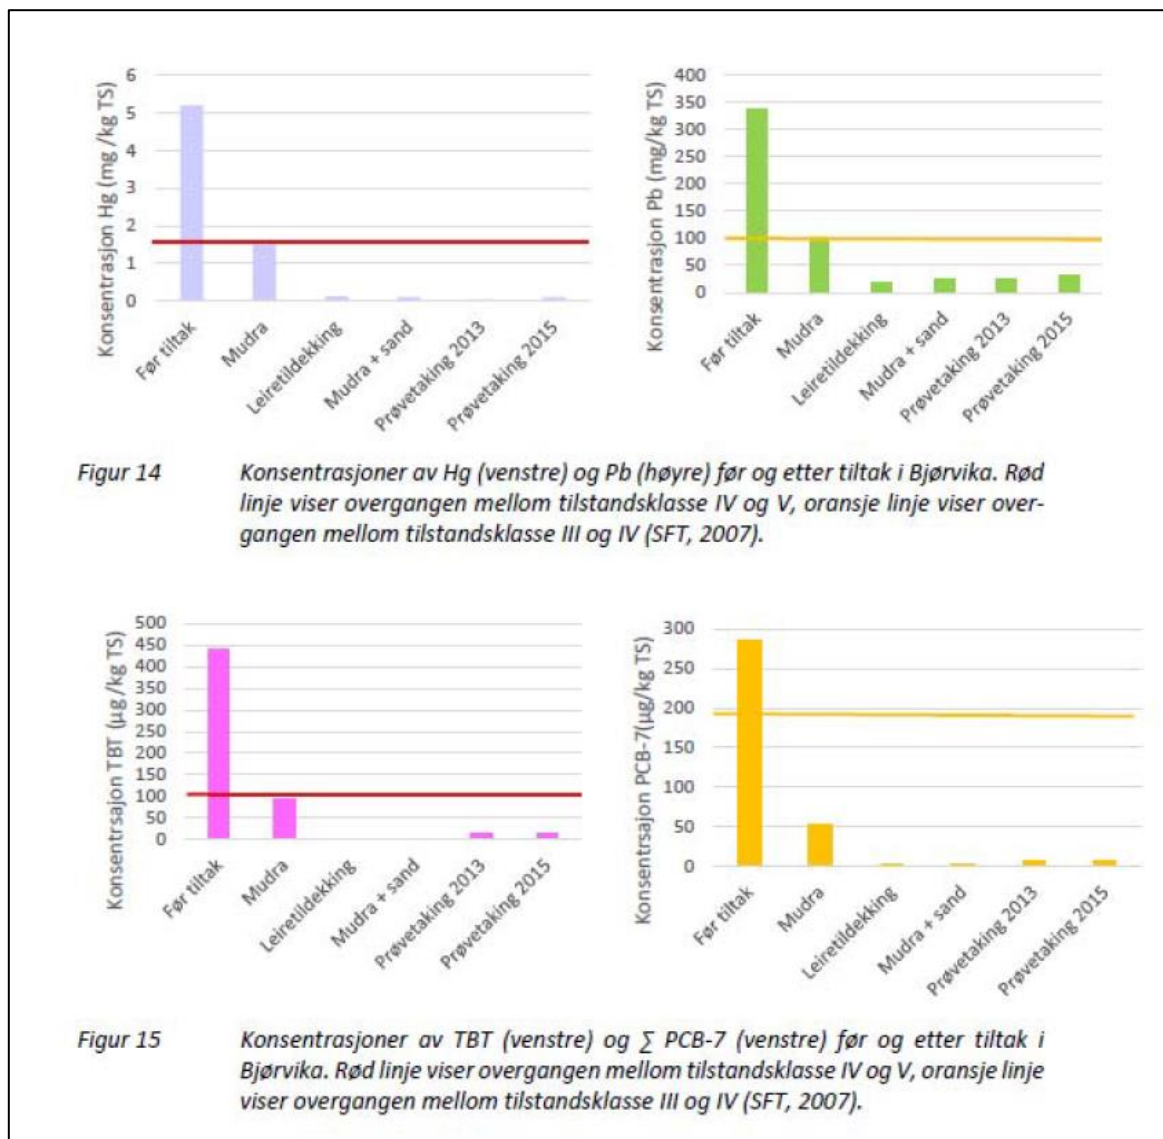 Konsentrasjon Hg (mg /kg TS)
6
5
4
3
2
1
0
Før tiltak
Mudra
Leiretildekking
Mudra + sand
Prøvetaking 2013
Prøvetaking 2015
Konsentrasjon Pb (mg/kg TS)
400
350
300
250
200
150
100
50
0
Før tiltak
Mudra
Leiretildekking
Mudra + sand
Prøvetaking 2013
Prøvetaking 2015
Figur 14 Konsentrasjoner av Hg (venstre) og Pb (høyre) før og etter tiltak i Bjørvika. Rød
linje viser overgangen mellom tilstandsklasse IV og V, oransje linje viser over-
gangen mellom tilstandsklasse III og IV (SFT, 2007).
Konsentrsajon TBT (µg /kg TS)
500
450
400
350
300
250
200
150
100
50
0
Før tiltak
Mudra
Leiretildekking
Mudra + sand
Prøvetaking 2013
Prøvetaking 2015
Konsentrsajon PCB-7(µg/kg TS)
300
250
200
150
100
50
0
Før tiltak
Mudra
Leiretildekking
Mudra + sand
Prøvetaking 2013
Prøvetaking 2015
Figur 15 Konsentrasjoner av TBT (venstre) og ∑ PCB-7 (venstre) før og etter tiltak i
Bjørvika. Rød linje viser overgangen mellom tilstandsklasse IV og V, oransje linje
viser overgangen mellom tilstandsklasse III og IV (SFT, 2007).